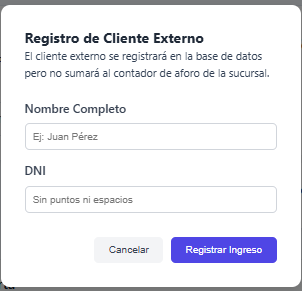 Registro de Cliente Externo
El cliente externo se registrará en la base de datos
pero no sumará al contador de aforo de la sucursal.
Nombre Completo
Ej: Juan Pérez
DNI
Sin puntos ni espacios
Cancelar
Registrar Ingreso